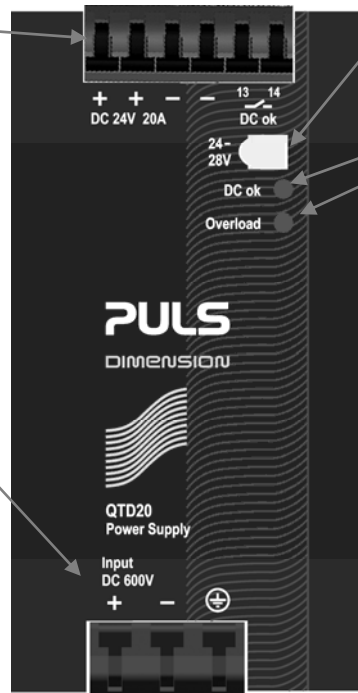 + + − − 13 14
DC 24V 20A DC ok
24–
28V
DC ok
Overload
PULS
DIMENSION
QTD20
Power Supply
Input
DC 600V
+ −